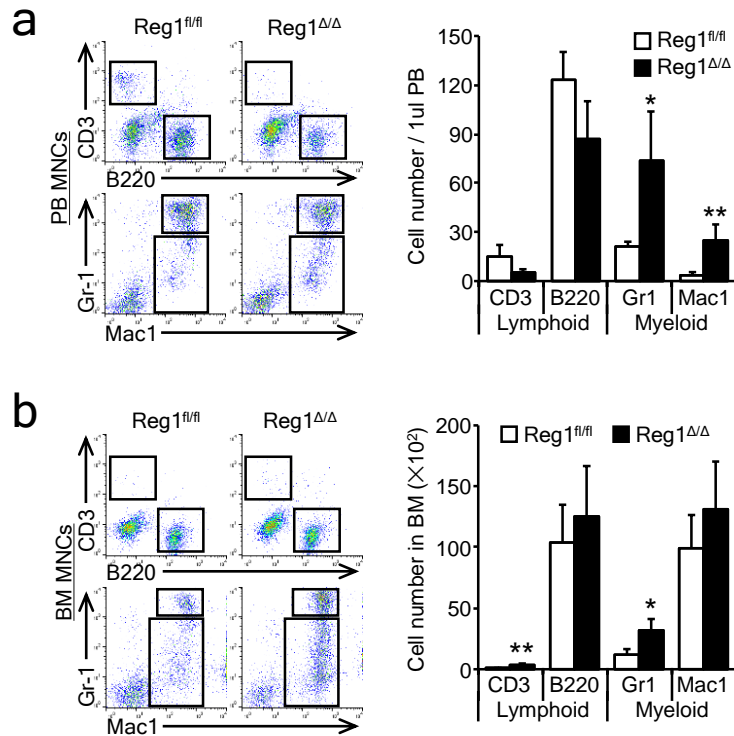 a
Reg1fl/fl
Reg1Δ/Δ
PB MNCs
CD3
B220
Gr-1
Mac1
Cell number / 1ul PB
150
120
90
60
30
0
Reg1fl/fl
Reg1Δ/Δ
*
**
CD3 B220 Gr1 Mac1
Lymphoid Myeloid
b
Reg1fl/fl
Reg1Δ/Δ
BM MNCs
CD3
B220
Gr-1
Mac1
Cell number in BM (×10²)
200
150
100
50
0
Reg1fl/fl Reg1Δ/Δ
**
*
CD3 B220 Gr1 Mac1
Lymphoid Myeloid